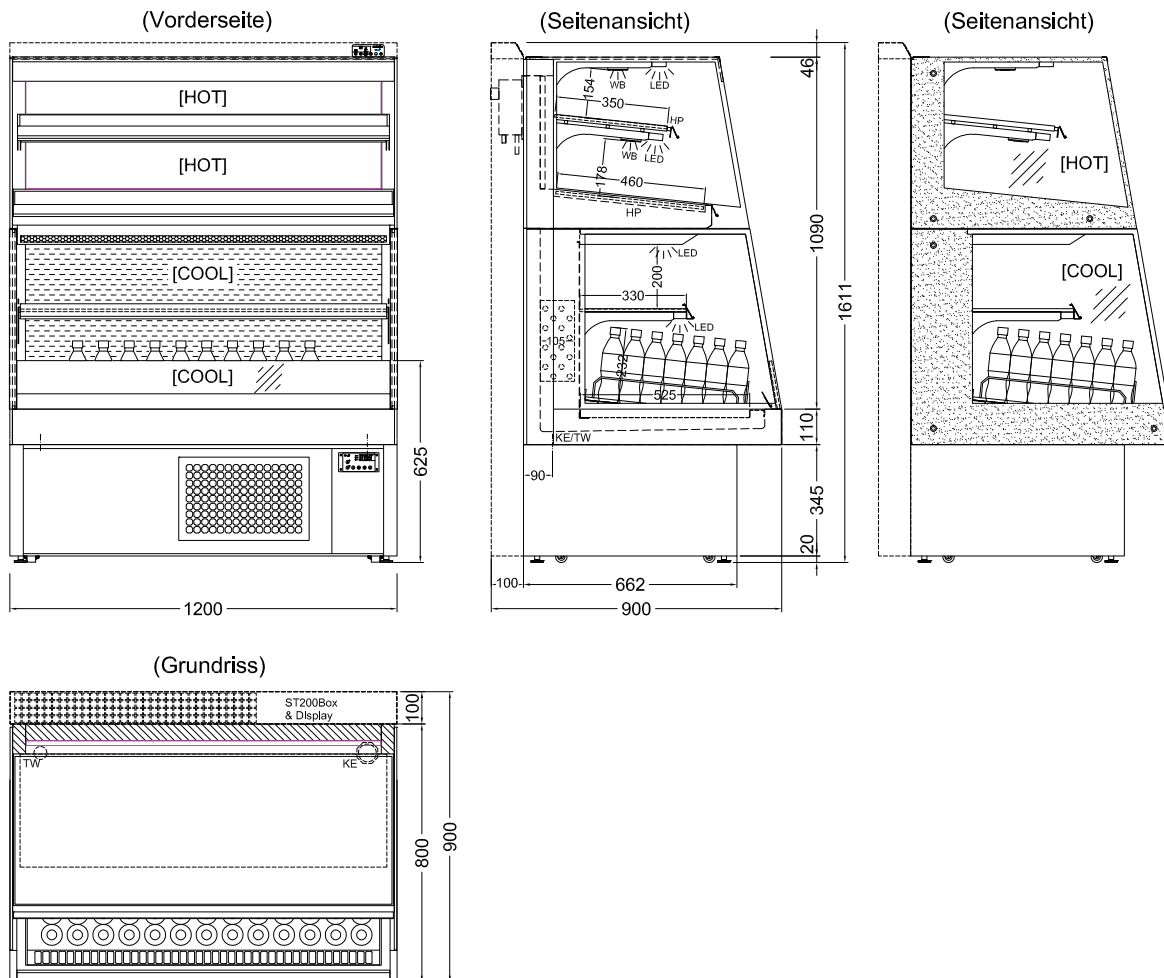 (Vorderseite)
(Seitenansicht)
(Seitenansicht)
[HOT]
[HOT]
[COOL]
[COOL]
625
1200
WB
LED
154
350
HP
WB
LED
178
460
HP
LED
200
330
LED
105
232
525
KE/TW
90
100
662
900
46
1090
1611
110
345
20
[HOT]
[COOL]
(Grundriss)
ST200Box
& DIsplay
100
TW
KE
800
900